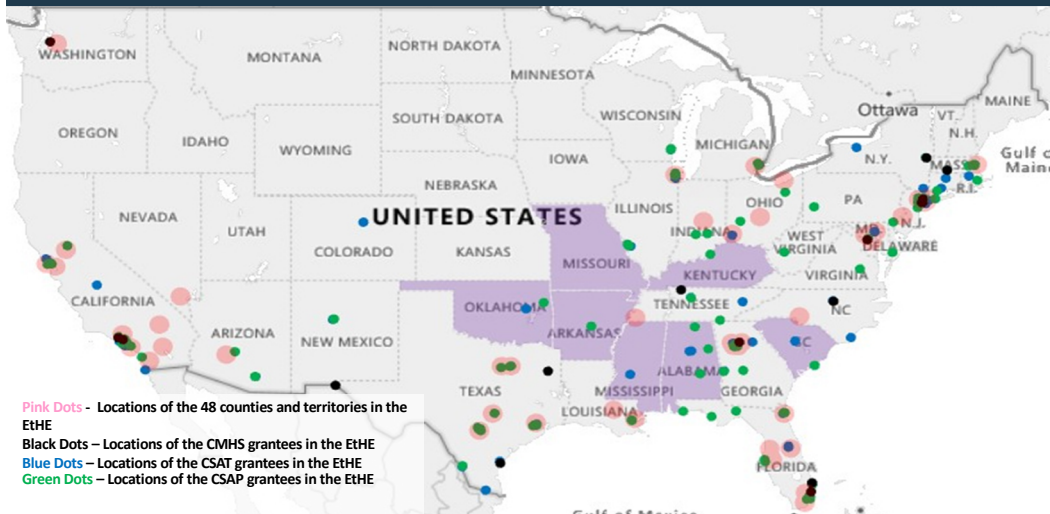 WASHINGTON
MONTANA
NORTH DAKOTA
MINNESOTA
Ottawa
MAINE
VT.
N.H.
OREGON
IDAHO
WYOMING
SOUTH DAKOTA
WISCONSIN
MICHIGAN
N.Y.
MASS
Gulf o
Maine
R.I.
IOWA
NEBRASKA
NEVADA
UTAH
COLORADO
UNITED STATES
KANSAS
ILLINOIS
INDIANA
OHIO
PA
N.J.
MD
DELAWARE
WEST
VIRGINIA
VIRGINIA
MISSOURI
KENTUCKY
CALIFORNIA
ARIZONA
NEW MEXICO
OKLAHOMA
ARKANSAS
TENNESSEE
NC
SC
TEXAS
LOUISIANA
MISSISSIPPI
ALABAMA
GEORGIA
FLORIDA
Gulf of Mexico
Pink Dots - Locations of the 48 counties and territories in the
EtHE
Black Dots – Locations of the CMHS grantees in the EtHE
Blue Dots – Locations of the CSAT grantees in the EtHE
Green Dots – Locations of the CSAP grantees in the EtHE